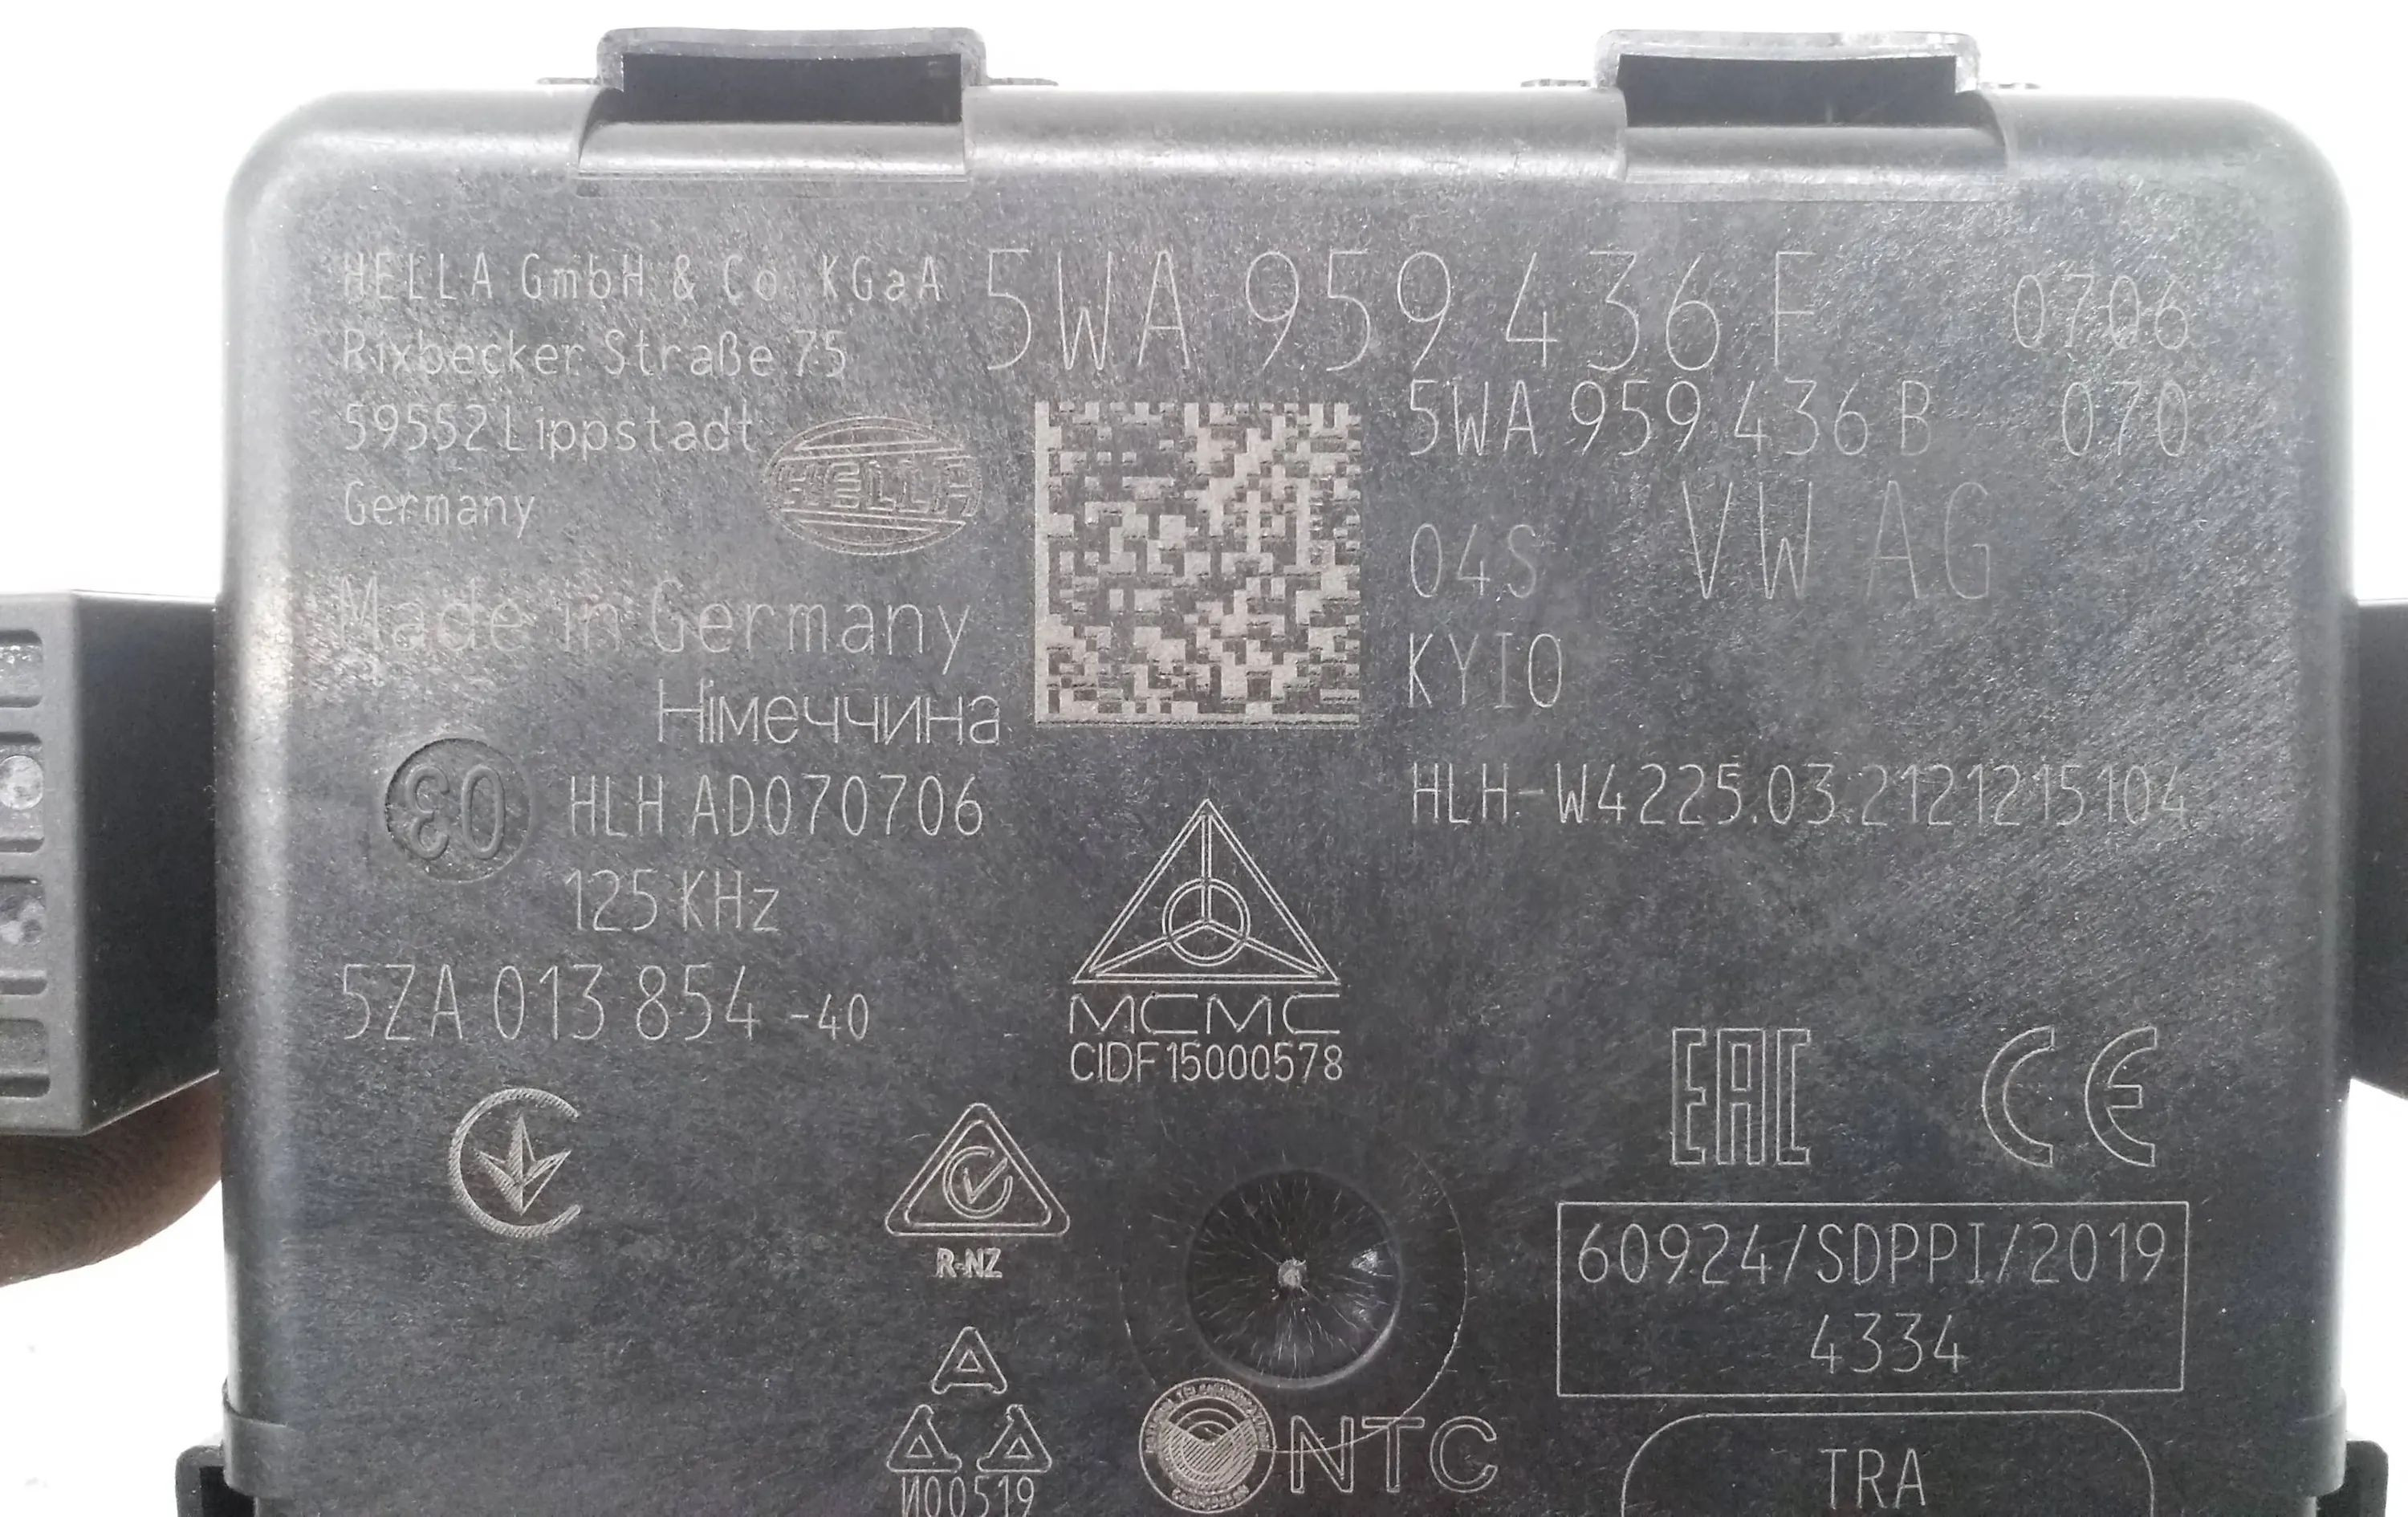 HELLA GmbH & Co. KGaA
Rixbecker Straße 75
59552 Lippstadt
Germany
HELLA
Made in Germany
Німеччина
03
HLH AD070706
125 KHz
5ZA 013 854 -40
5WA 959 436 F 0706
5WA 959 436 B 070
04S VW AG
KYIO
HLH-W4225.03.2121215104
MCMC
CIDF15000578
EAC CE
R-NZ
60924/SDPPI/2019
4334
И00519
NTC
TRA